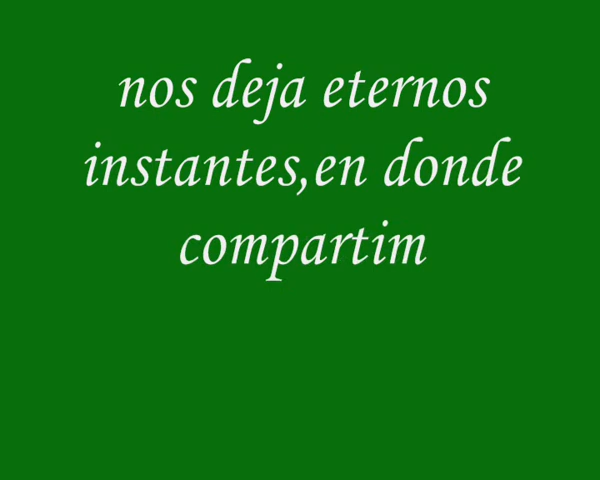 nos deja eternos
instantes,en donde
compartim